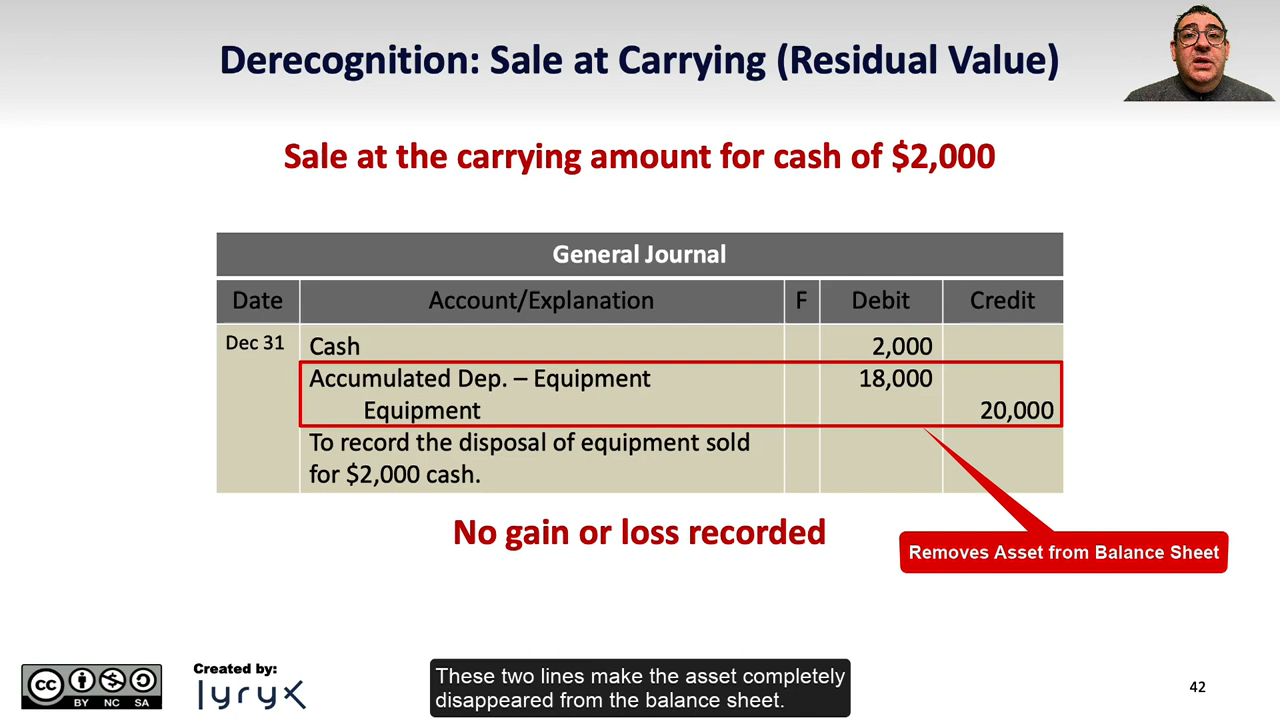 Derecognition: Sale at Carrying (Residual Value)
Sale at the carrying amount for cash of $2,000
General Journal
Date Account/Explanation F Debit Credit
Dec 31 Cash 2,000
Accumulated Dep. – Equipment 18,000
Equipment 20,000
To record the disposal of equipment sold
for $2,000 cash.
No gain or loss recorded
Removes Asset from Balance Sheet
cc BY NC SA
Created by:
lyryx
These two lines make the asset completely
disappeared from the balance sheet.
42